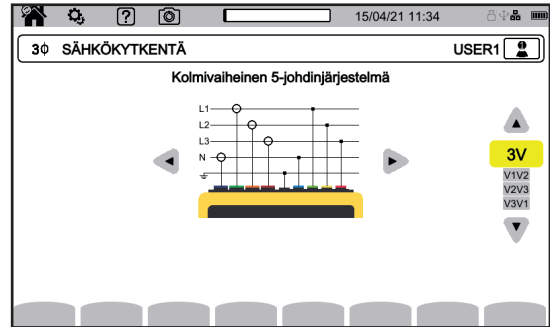 15/04/21 11:34
3Φ SÄHKÖKYTKENTÄ USER1
Kolmivaiheinen 5-johdinjärjestelmä
L1
L2
L3
N
3V
V1V2
V2V3
V3V1